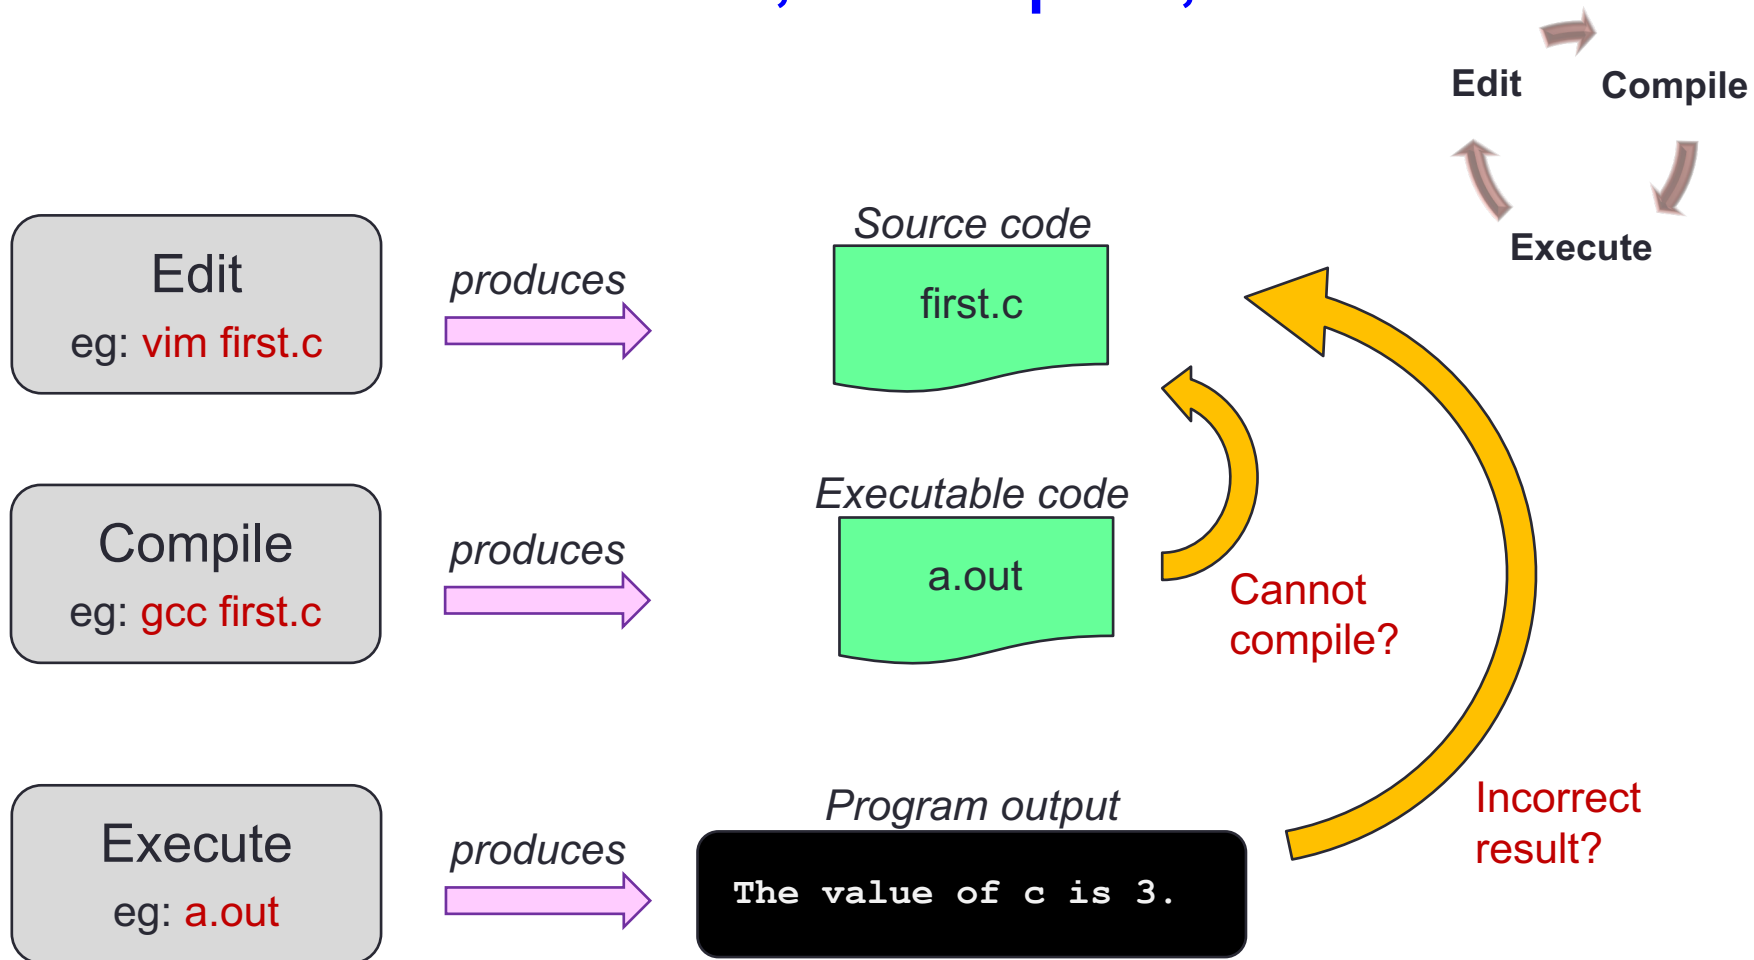 Edit
Compile
Execute
Edit
eg: vim first.c
produces
Source code
first.c
Compile
eg: gcc first.c
produces
Executable code
a.out
Cannot
compile?
Execute
eg: a.out
produces
Program output
The value of c is 3.
Incorrect
result?